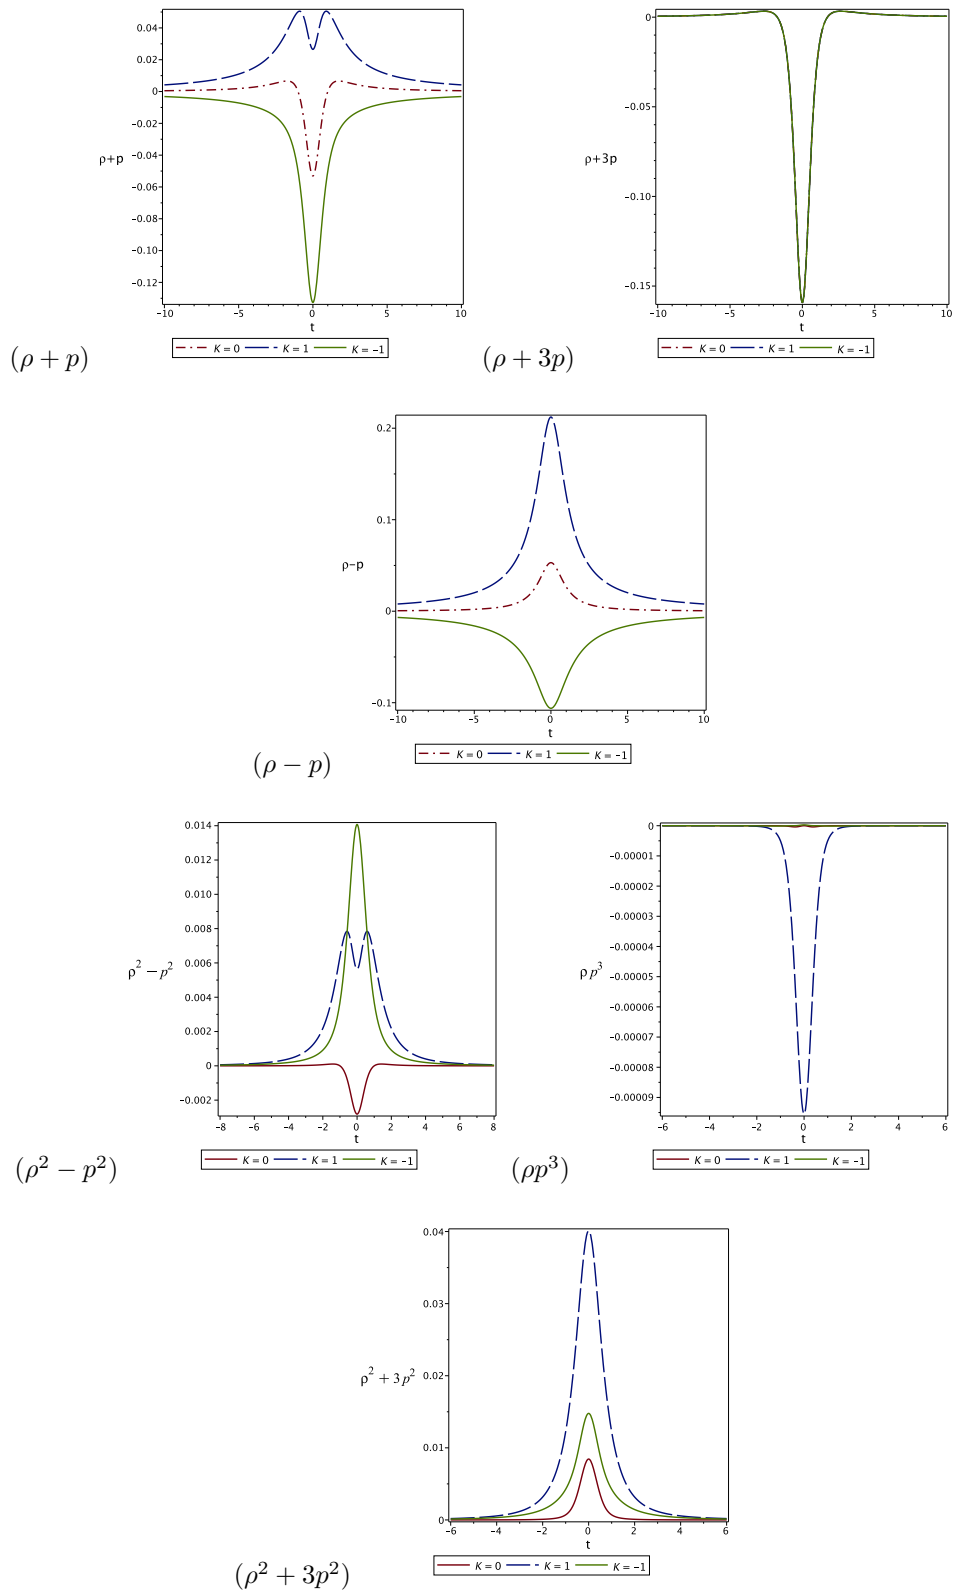 0.04
0.02
0
−0.02
−0.04
ρ+p
−0.06
−0.08
−0.10
−0.12
−10 −5 0 5 10
t
K = 0 K = 1 K = −1
(ρ + p)
0
−0.05
ρ+3p
−0.10
−0.15
−10 −5 0 5 10
t
K = 0 K = 1 K = −1
(ρ + 3p)
0.2
0.1
ρ−p
0
−0.1
−10 −5 0 5 10
t
K = 0 K = 1 K = −1
(ρ − p)
0.014
0.012
0.010
0.008
ρ² − p²
0.006
0.004
0.002
0
−0.002
−8 −6 −4 −2 0 2 4 6 8
t
K = 0 K = 1 K = −1
(ρ² − p²)
0
−0.00001
−0.00002
−0.00003
−0.00004
ρ p³
−0.00005
−0.00006
−0.00007
−0.00008
−0.00009
−6 −4 −2 0 2 4 6
t
K = 0 K = 1 K = −1
(ρp³)
0.04
0.03
0.02
ρ² + 3 p²
0.01
0
−6 −4 −2 0 2 4 6
t
K = 0 K = 1 K = −1
(ρ² + 3p²)